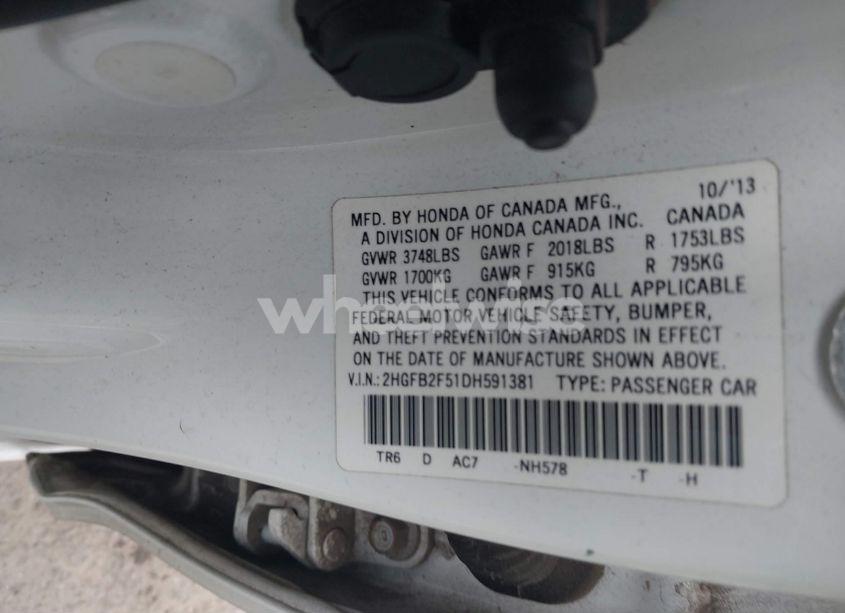 10/'13
MFD. BY HONDA OF CANADA MFG.,
A DIVISION OF HONDA CANADA INC. CANADA
GVWR 3748LBS GAWR F 2018LBS R 1753LBS
GVWR 1700KG GAWR F 915KG R 795KG
THIS VEHICLE CONFORMS TO ALL APPLICABLE
FEDERAL MOTOR VEHICLE SAFETY, BUMPER,
AND THEFT PREVENTION STANDARDS IN EFFECT
ON THE DATE OF MANUFACTURE SHOWN ABOVE.
V.I.N.: 2HGFB2F51DH591381 TYPE: PASSENGER CAR
TR6 D AC7 -NH578 -T -H
wheelwise